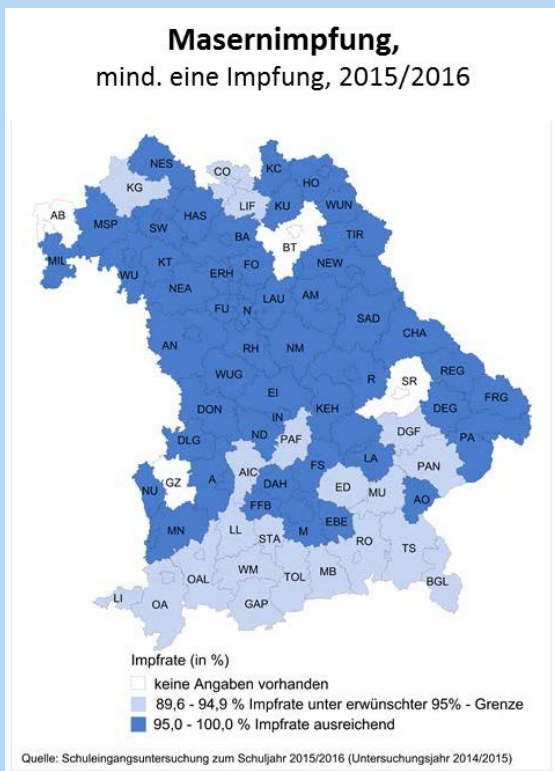 Masernimpfung,
mind. eine Impfung, 2015/2016
NES
KC
CO
HO
KG
LIF
KU
WUN
AB
HAS
MSP
SW
BA
BT
TIR
MIL
KT
FO
NEW
WU
ERH
NEA
LAU
AM
FU
N
SAD
CHA
AN
RH
NM
REG
WUG
R
SR
FRG
EI
DEG
DON
IN
KEH
DGF
PA
DLG
ND
PAF
LA
PAN
AIC
FS
GZ
A
DAH
ED
MU
NU
FFB
AO
EBE
MN
LL
M
STA
RO
TS
WM
MB
OAL
TOL
BGL
LI
OA
GAP
Impfrate (in %)
keine Angaben vorhanden
89,6 - 94,9 % Impfrate unter erwünschter 95% - Grenze
95,0 - 100,0 % Impfrate ausreichend
Quelle: Schuleingangsuntersuchung zum Schuljahr 2015/2016 (Untersuchungsjahr 2014/2015)